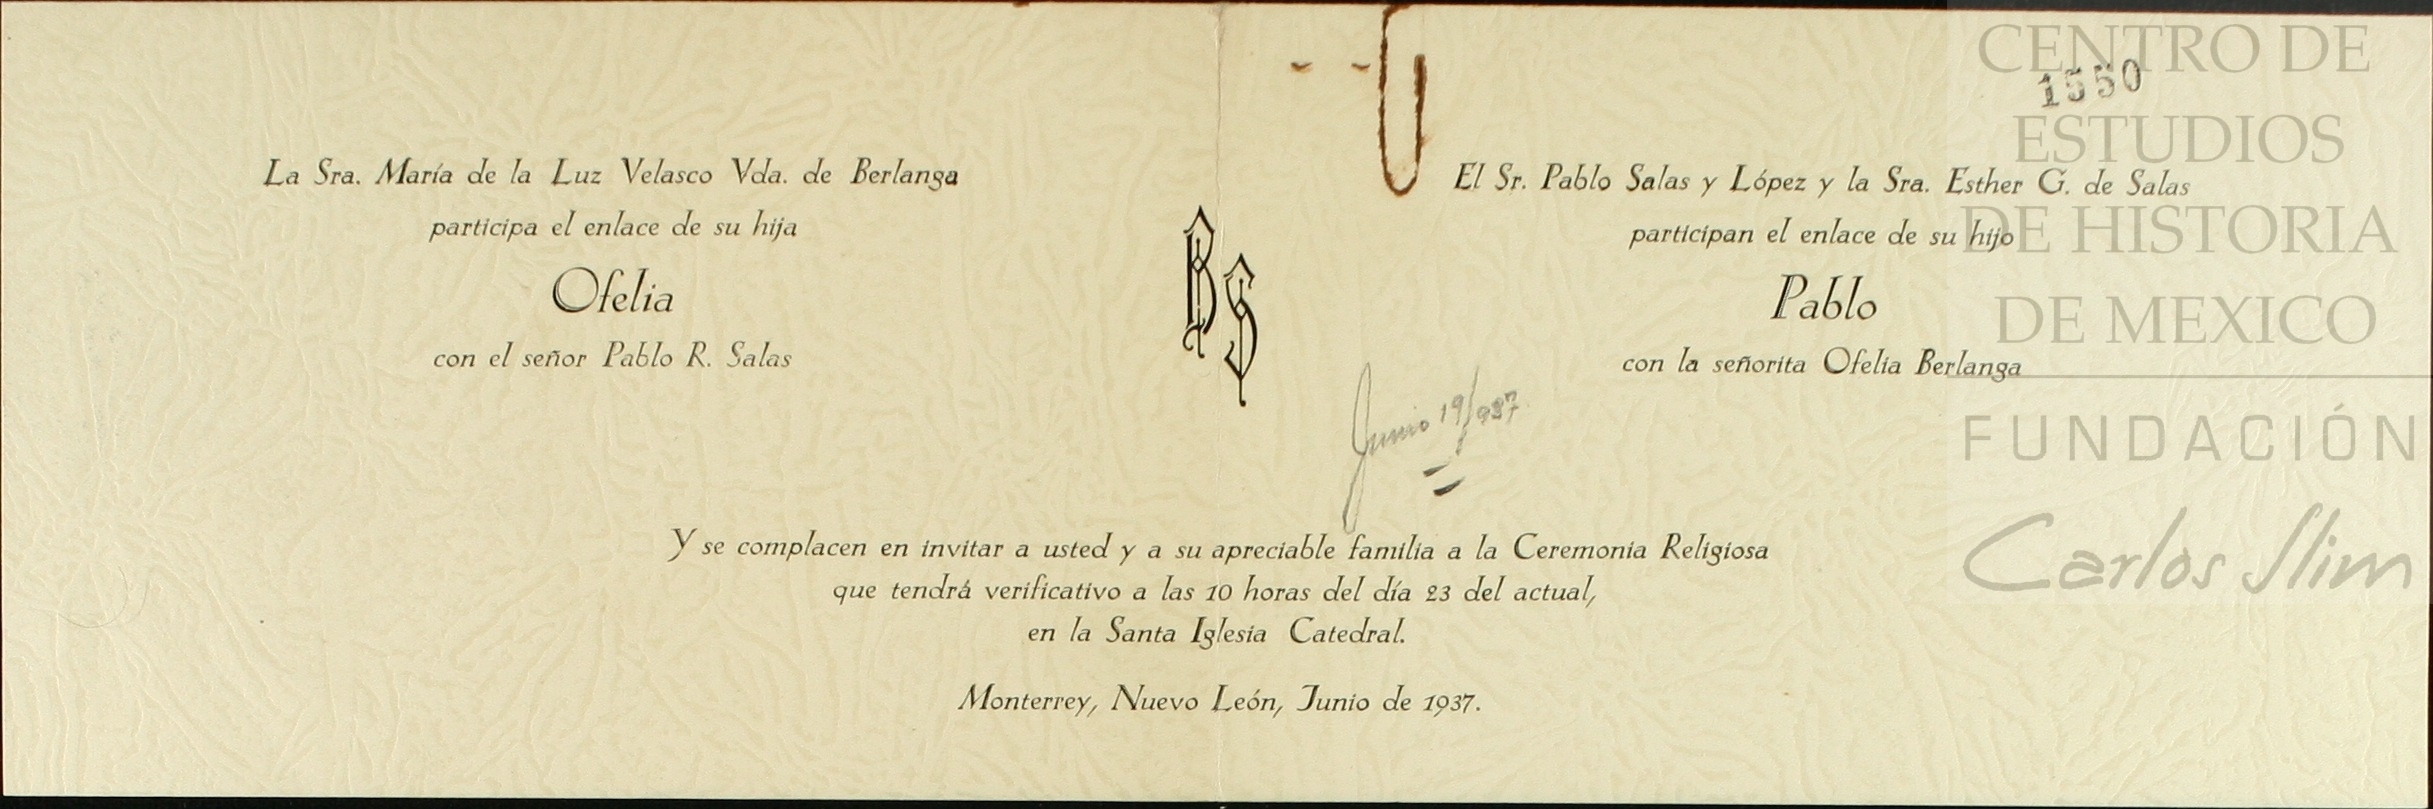 La Sra. María de la Luz Velasco Vda. de Berlanga
participa el enlace de su hija
Ofelia
con el señor Pablo R. Salas
BS
El Sr. Pablo Salas y López y la Sra. Esther G. de Salas
participan el enlace de su hijo
Pablo
con la señorita Ofelia Berlanga
Junio 19/937
Y se complacen en invitar a usted y a su apreciable familia a la Ceremonia Religiosa
que tendrá verificativo a las 10 horas del día 23 del actual,
en la Santa Iglesia Catedral.
Monterrey, Nuevo León, Junio de 1937.
1550
CENTRO DE
ESTUDIOS
DE HISTORIA
DE MEXICO
FUNDACIÓN
Carlos Slim